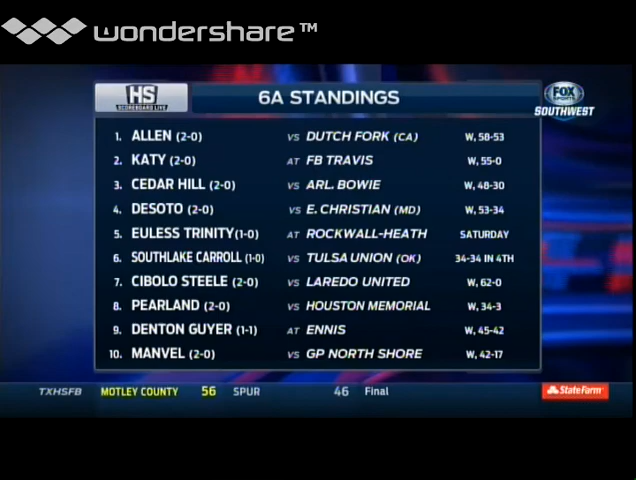 wondershare™
HS
SCOREBOARD LIVE
6A STANDINGS
FOX
SPORTS
SOUTHWEST
1. ALLEN (2-0) VS DUTCH FORK (CA) W, 58-53
2. KATY (2-0) AT FB TRAVIS W, 55-0
3. CEDAR HILL (2-0) VS ARL. BOWIE W, 48-30
4. DESOTO (2-0) VS E. CHRISTIAN (MD) W, 53-34
5. EULESS TRINITY (1-0) AT ROCKWALL-HEATH SATURDAY
6. SOUTHLAKE CARROLL (1-0) VS TULSA UNION (OK) 34-34 IN 4TH
7. CIBOLO STEELE (2-0) VS LAREDO UNITED W, 62-0
8. PEARLAND (2-0) VS HOUSTON MEMORIAL W, 34-3
9. DENTON GUYER (1-1) AT ENNIS W, 45-42
10. MANVEL (2-0) VS GP NORTH SHORE W, 42-17
TXHSFB MOTLEY COUNTY 56 SPUR 46 Final
StateFarm